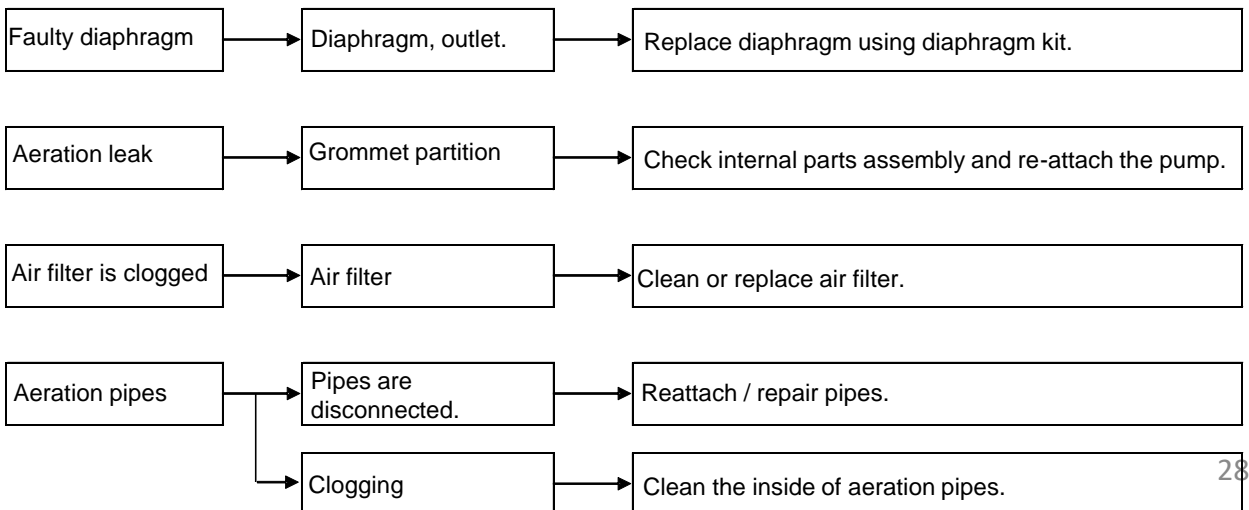 Faulty diaphragm
Diaphragm, outlet.
Replace diaphragm using diaphragm kit.
Aeration leak
Grommet partition
Check internal parts assembly and re-attach the pump.
Air filter is clogged
Air filter
Clean or replace air filter.
Aeration pipes
Pipes are
disconnected.
Reattach / repair pipes.
Clogging
Clean the inside of aeration pipes.
28